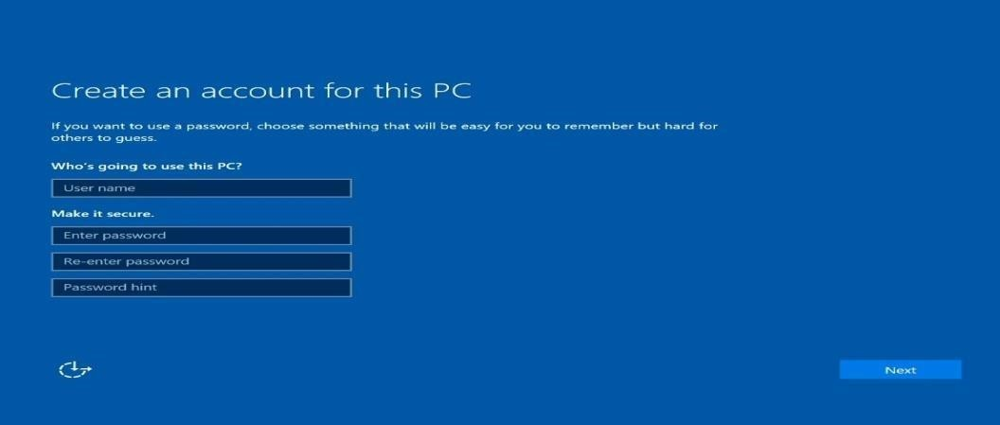 Create an account for this PC
If you want to use a password, choose something that will be easy for you to remember but hard for
others to guess.
Who's going to use this PC?
User name
Make it secure.
Enter password
Re-enter password
Password hint
Next